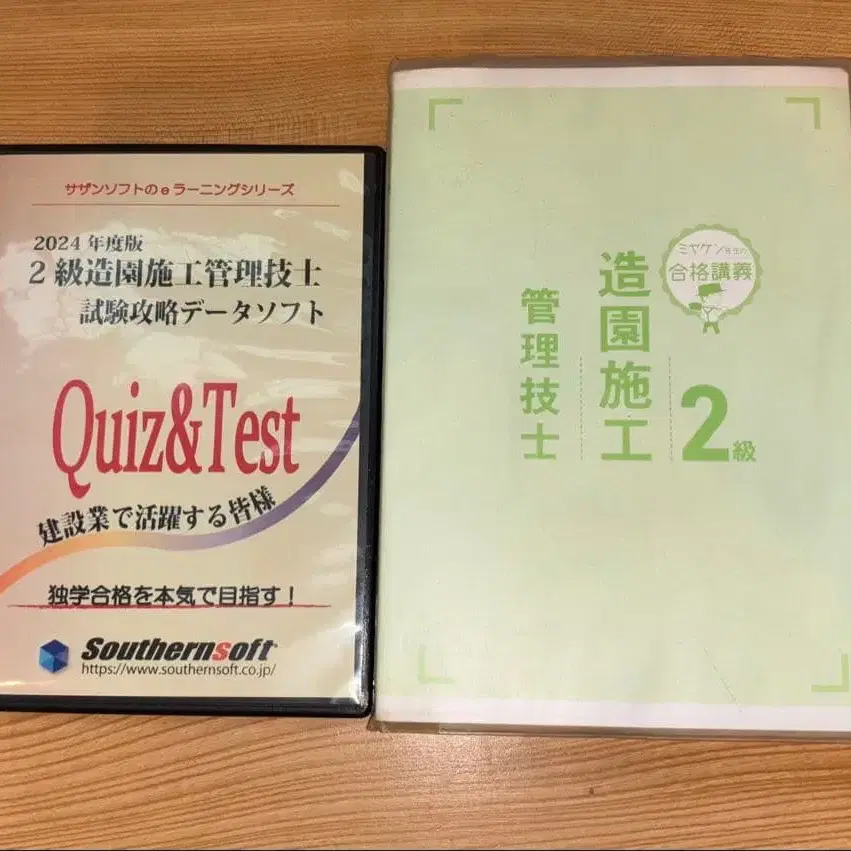 サザンソフトのeラーニングシリーズ
2024年度版
2級造園施工管理技士
試験攻略データソフト
Quiz&Test
建設業で活躍する皆様
独学合格を本気で目指す!
Southernsoft
https://www.southernsoft.co.jp/
ミヤケン先生の
合格講義
2級
造園施工
管理技士